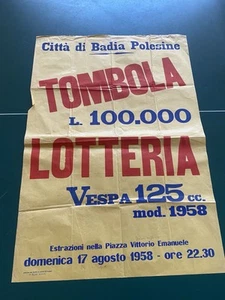 Città di Badia Polesine
TOMBOLA
L. 100.000
LOTTERIA
VESPA 125 cc.
mod. 1958
Estrazioni nella Piazza Vittorio Emanuele
domenica 17 agosto 1958 - ore 22.30